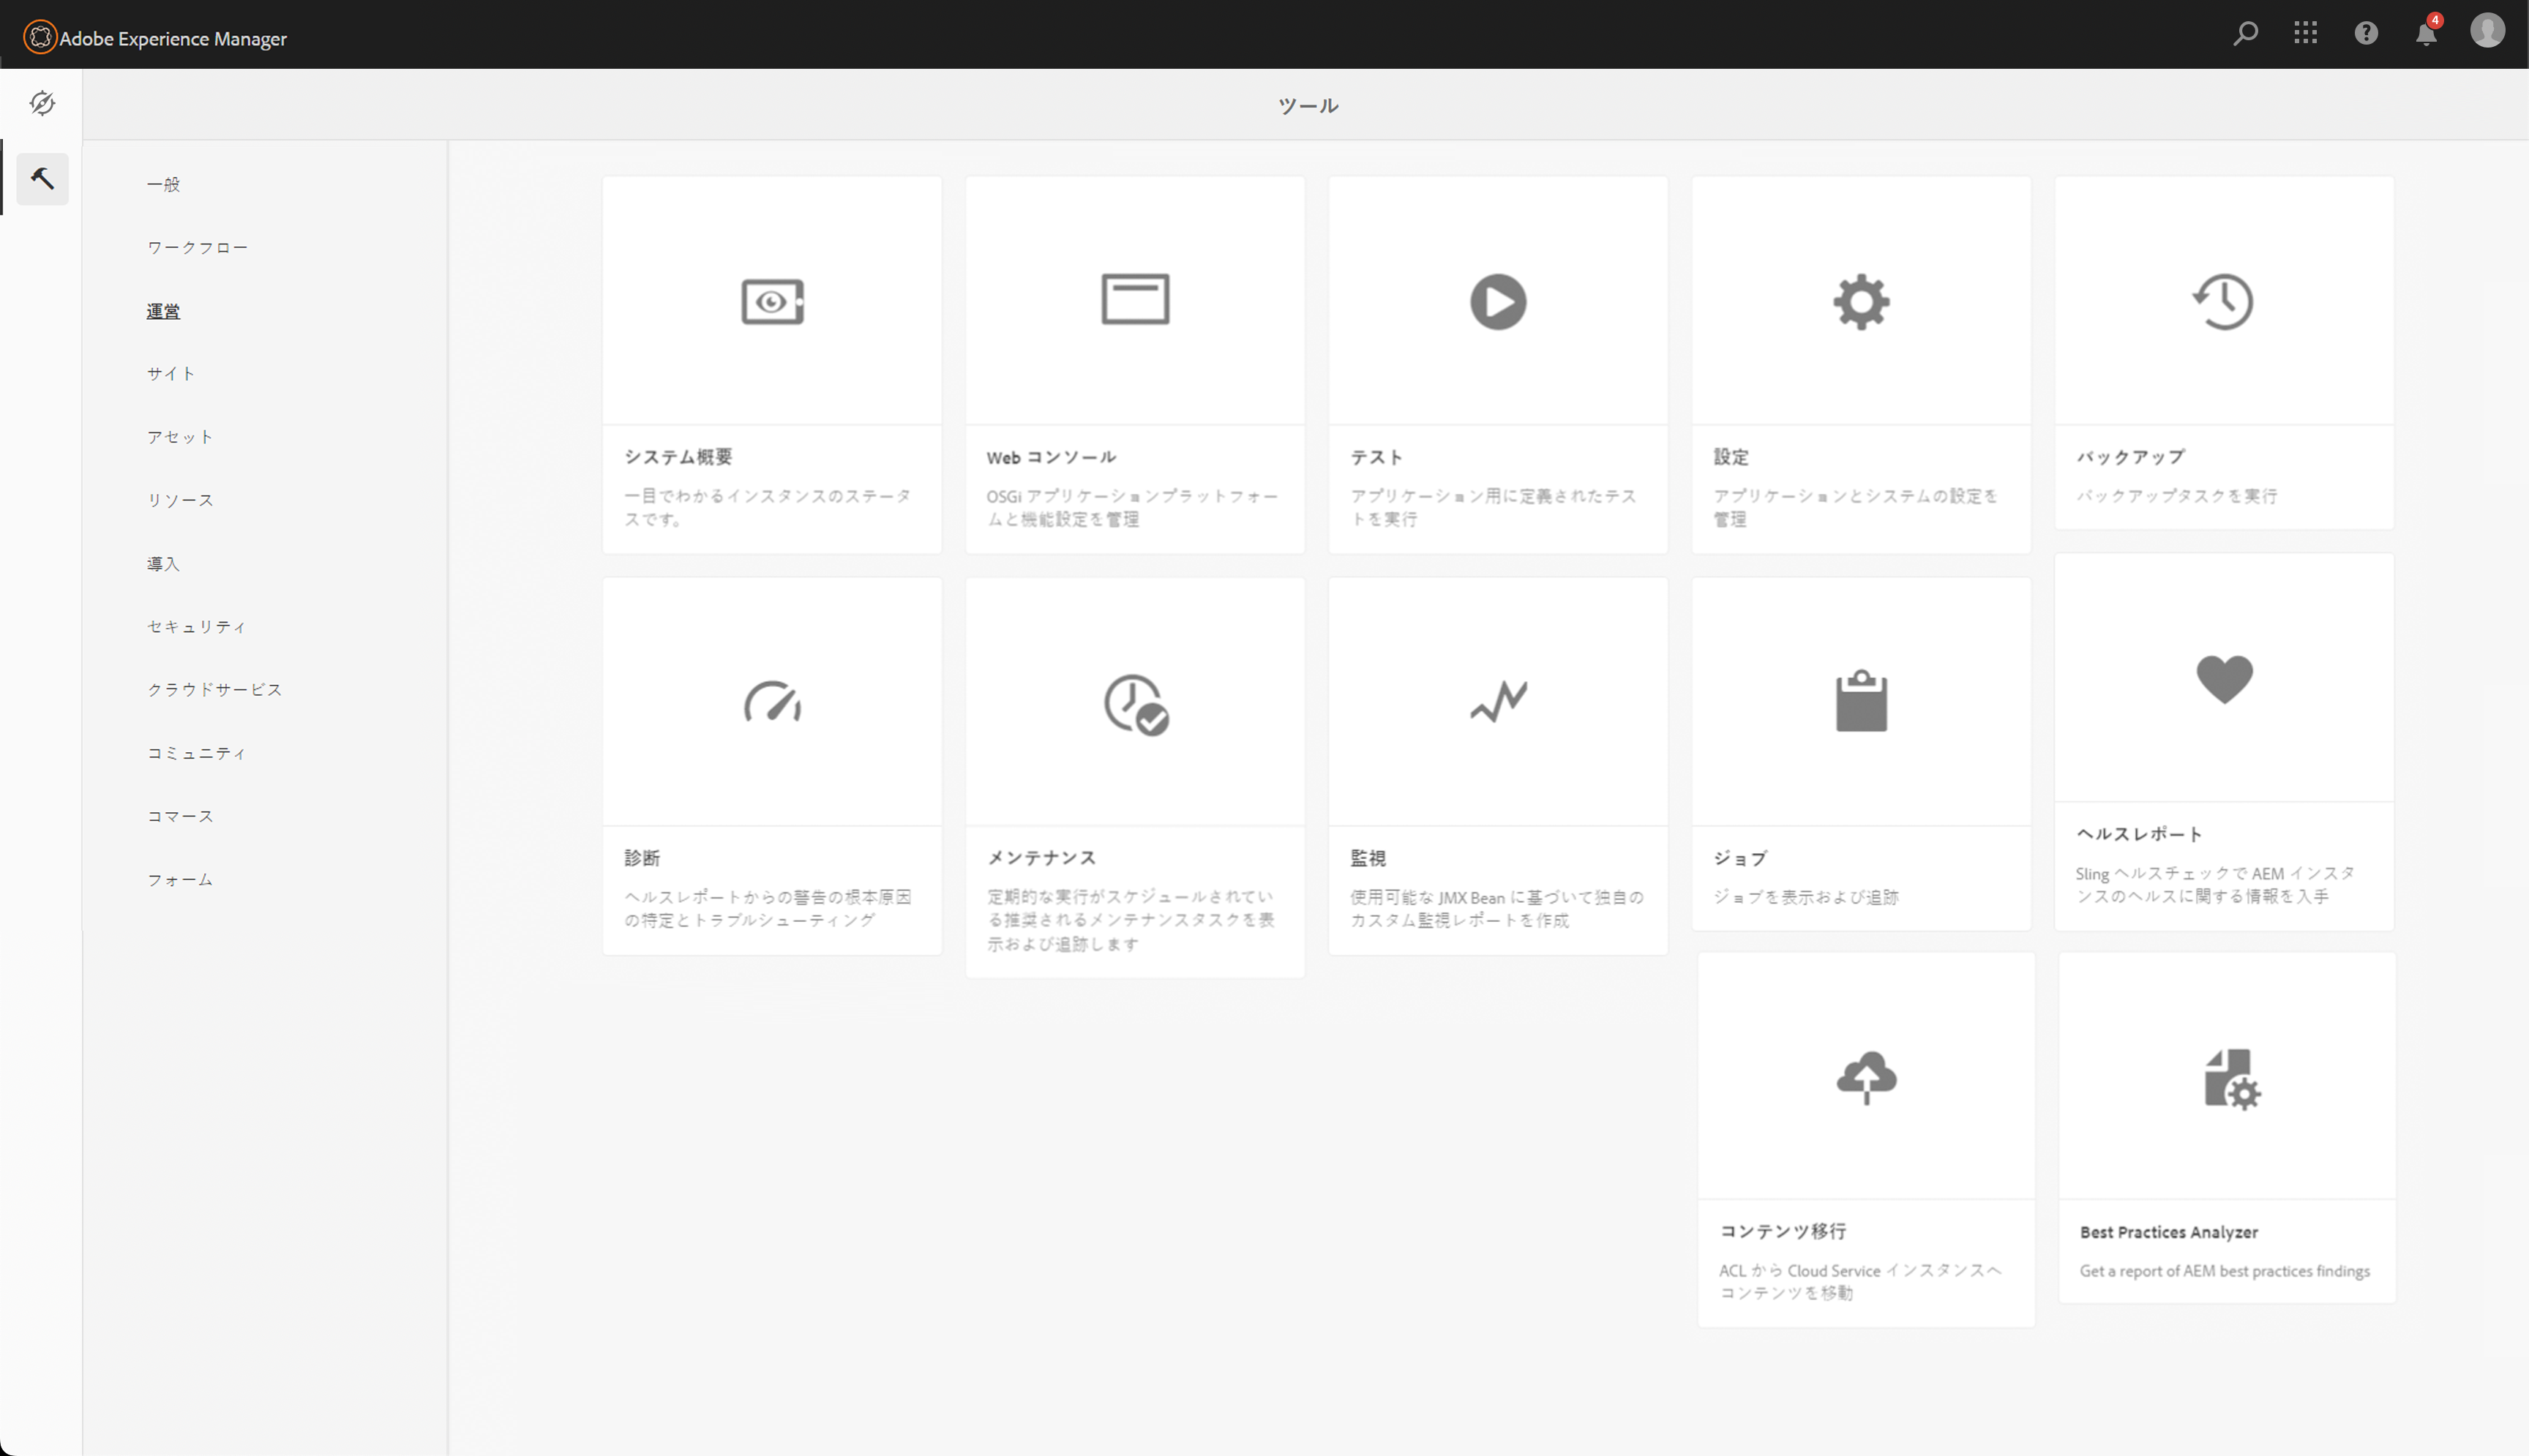 Adobe Experience Manager
4
ツール
一般
ワークフロー
運営
サイト
アセット
リソース
導入
セキュリティ
クラウドサービス
コミュニティ
コマース
フォーム
システム概要
一目でわかるインスタンスのステータ
スです。
Web コンソール
OSGi アプリケーションプラットフォー
ムと機能設定を管理
テスト
アプリケーション用に定義されたテス
トを実行
設定
アプリケーションとシステムの設定を
管理
バックアップ
バックアップタスクを実行
診断
ヘルスレポートからの警告の根本原因
の特定とトラブルシューティング
メンテナンス
定期的な実行がスケジュールされてい
る推奨されるメンテナンスタスクを表
示および追跡します
監視
使用可能な JMX Bean に基づいて独自の
カスタム監視レポートを作成
ジョブ
ジョブを表示および追跡
ヘルスレポート
Sling ヘルスチェックで AEM インスタ
ンスのヘルスに関する情報を入手
コンテンツ移行
ACL から Cloud Service インスタンスへ
コンテンツを移動
Best Practices Analyzer
Get a report of AEM best practices findings